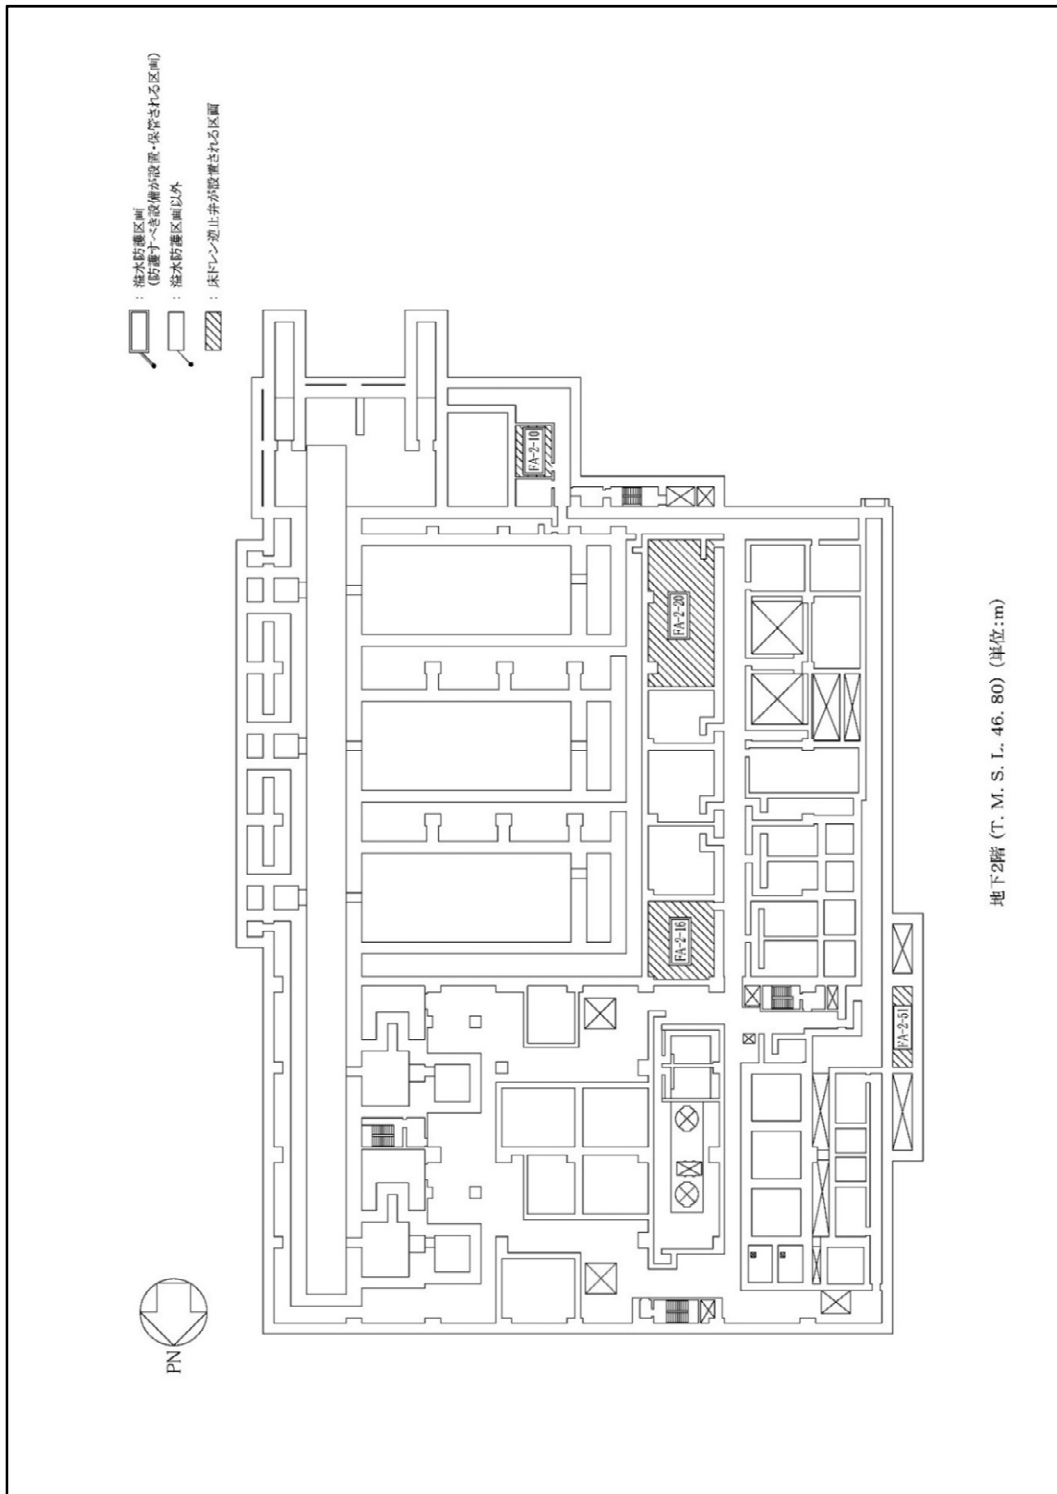 ：溢水防護区画
(防護すべき設備が設置・保管される区画)
：溢水防護区画以外
：床ドレン逆止弁が設置される区画
FA-2-10
FA-2-20
FA-2-16
FA-2-51
PN
地下2階 (T. M. S. L. 46. 80) (単位:m)